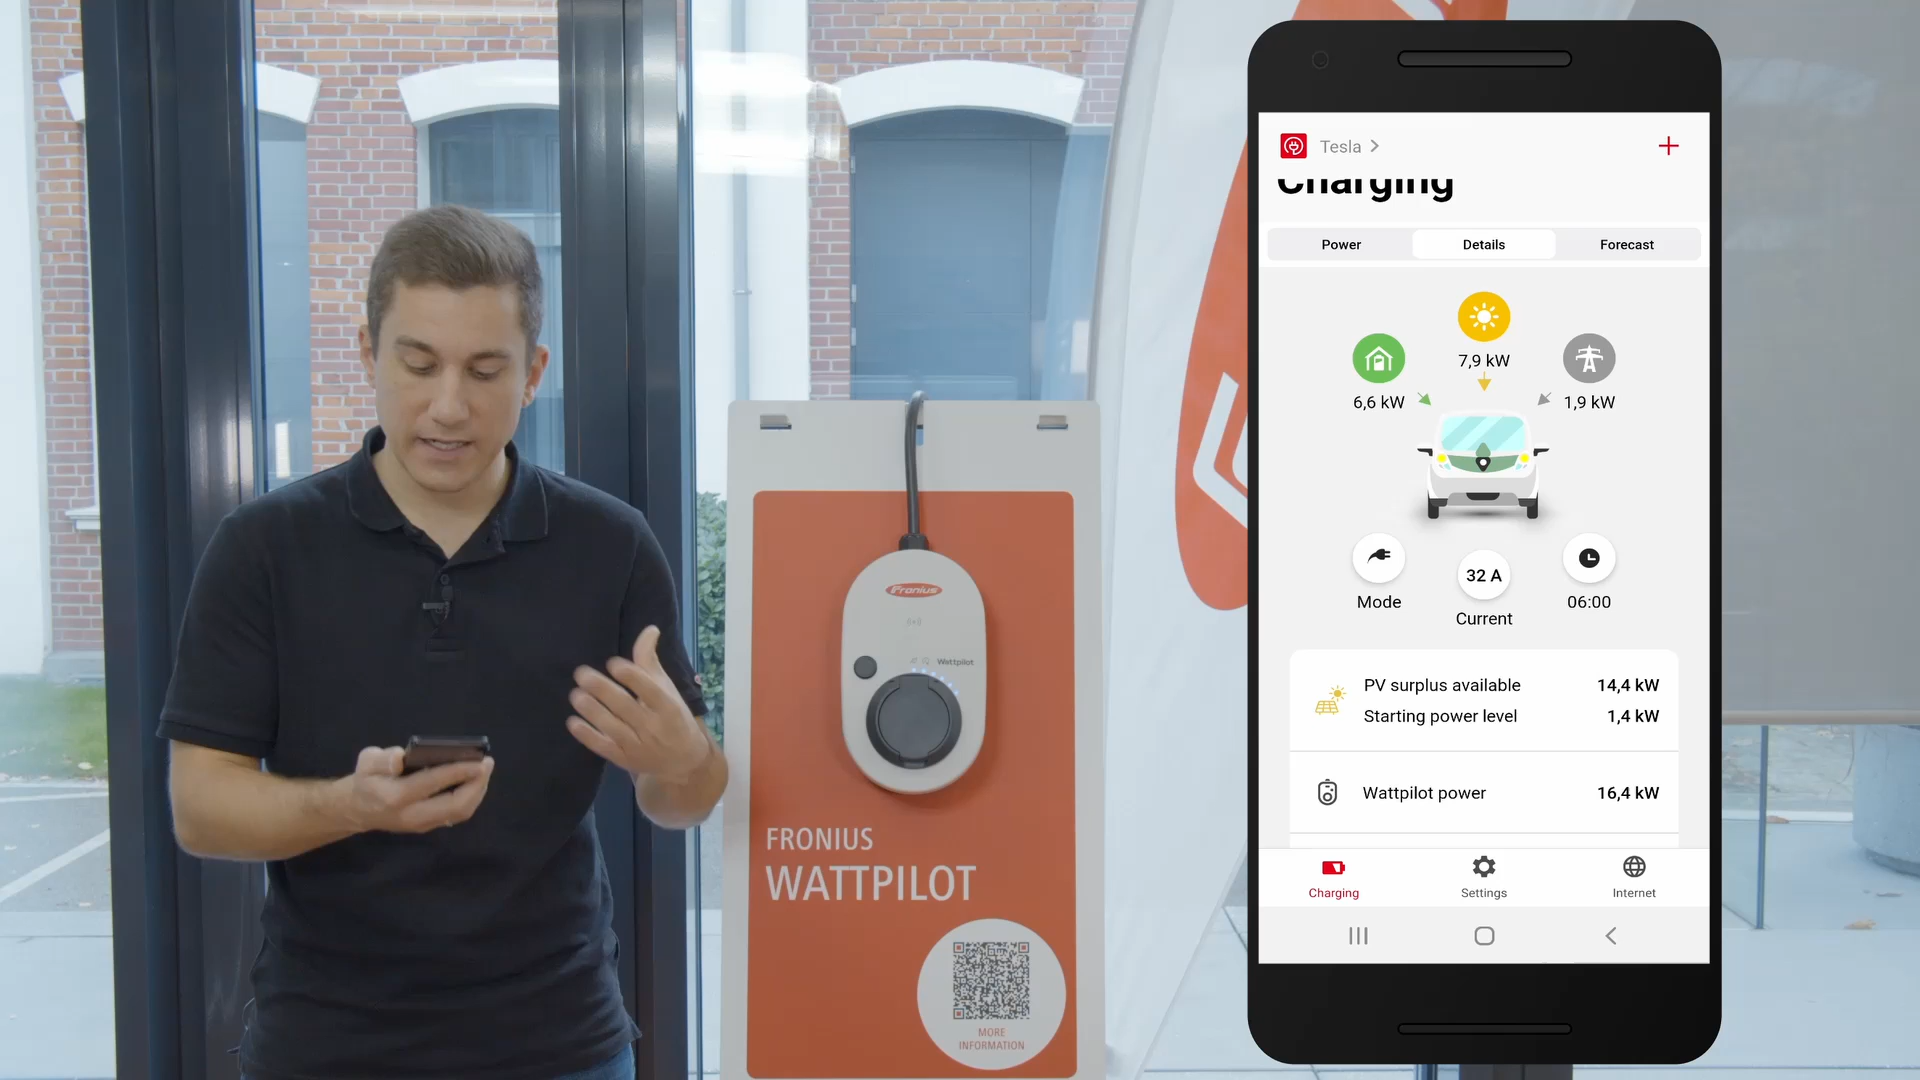 Fronius
Wattpilot
FRONIUS
WATTPILOT
MORE
INFORMATION
Tesla
Charging
Power
Details
Forecast
7,9 kW
6,6 kW
1,9 kW
32 A
Mode
Current
06:00
PV surplus available
14,4 kW
Starting power level
1,4 kW
Wattpilot power
16,4 kW
Charging
Settings
Internet